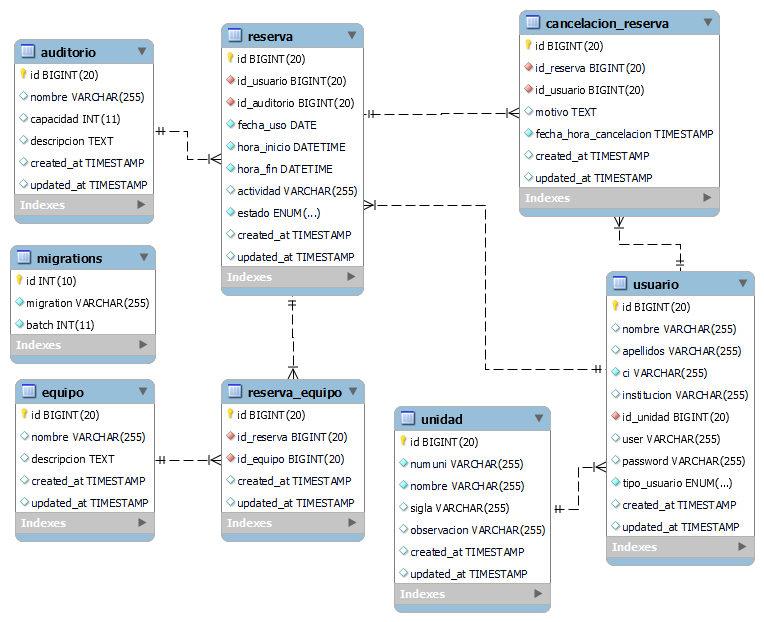 auditorio
id BIGINT(20)
nombre VARCHAR(255)
capacidad INT(11)
descripcion TEXT
created_at TIMESTAMP
updated_at TIMESTAMP
Indexes
reserva
id BIGINT(20)
id_usuario BIGINT(20)
id_auditorio BIGINT(20)
fecha_uso DATE
hora_inicio DATETIME
hora_fin DATETIME
actividad VARCHAR(255)
estado ENUM(...)
created_at TIMESTAMP
updated_at TIMESTAMP
Indexes
cancelacion_reserva
id BIGINT(20)
id_reserva BIGINT(20)
id_usuario BIGINT(20)
motivo TEXT
fecha_hora_cancelacion TIMESTAMP
created_at TIMESTAMP
updated_at TIMESTAMP
Indexes
migrations
id INT(10)
migration VARCHAR(255)
batch INT(11)
Indexes
equipo
id BIGINT(20)
nombre VARCHAR(255)
descripcion TEXT
created_at TIMESTAMP
updated_at TIMESTAMP
Indexes
reserva_equipo
id BIGINT(20)
id_reserva BIGINT(20)
id_equipo BIGINT(20)
created_at TIMESTAMP
updated_at TIMESTAMP
Indexes
unidad
id BIGINT(20)
numuni VARCHAR(255)
nombre VARCHAR(255)
sigla VARCHAR(255)
observacion VARCHAR(255)
created_at TIMESTAMP
updated_at TIMESTAMP
Indexes
usuario
id BIGINT(20)
nombre VARCHAR(255)
apellidos VARCHAR(255)
ci VARCHAR(255)
institucion VARCHAR(255)
id_unidad BIGINT(20)
user VARCHAR(255)
password VARCHAR(255)
tipo_usuario ENUM(...)
created_at TIMESTAMP
updated_at TIMESTAMP
Indexes